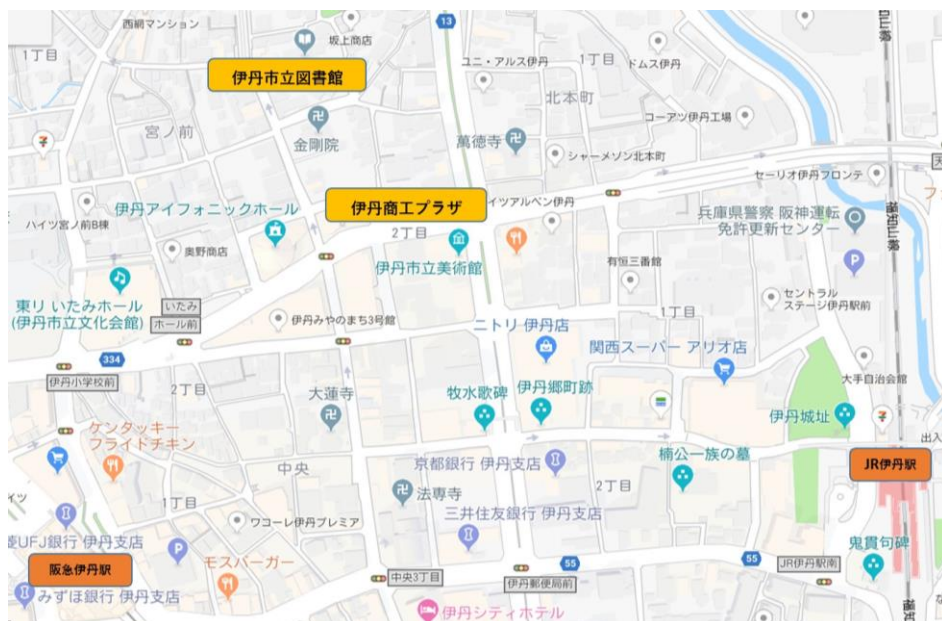 西綱マンション
坂上商店
13
1丁目
伊丹市立図書館
ユニ・アルス伊丹
1丁目
ドムス伊丹
北本町
宮ノ前
金剛院
萬徳寺
コーアツ伊丹工場
シャーメゾン北本町
伊丹アイフォニックホール
伊丹商工プラザ
イツアルペン伊丹
セーリオ伊丹フロンテ
ハイツ宮ノ前B棟
奥野商店
2丁目
伊丹市立美術館
兵庫県警察 阪神運転
免許更新センター
福知山線
有恒三番館
東リ いたみホール
(伊丹市立文化会館)
いたみ
ホール前
伊丹みやのまち3号館
1丁目
セントラル
ステージ伊丹駅前
ニトリ 伊丹店
関西スーパー アリオ店
334
伊丹小学校前
2丁目
大蓮寺
牧水歌碑
伊丹郷町跡
大手自治会館
伊丹城址
ケンタッキー
フライドチキン
中央
京都銀行 伊丹支店
楠公一族の墓
出入
JR伊丹駅
1丁目
法専寺
2丁目
ワコーレ伊丹プレミア
三井住友銀行 伊丹支店
菱UFJ銀行 伊丹支店
阪急伊丹駅
モスバーガー
中央3丁目
伊丹郵便局前
55
55
JR伊丹駅南
鬼貫句碑
みずほ銀行 伊丹支店
伊丹シティホテル